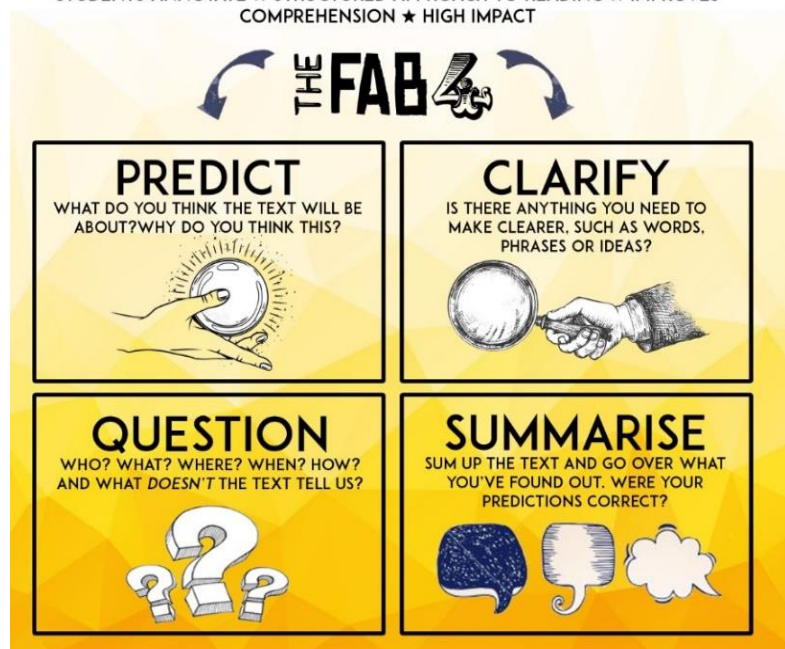 COMPREHENSION ★ HIGH IMPACT
THE FAB 4
PREDICT
WHAT DO YOU THINK THE TEXT WILL BE
ABOUT?WHY DO YOU THINK THIS?
CLARIFY
IS THERE ANYTHING YOU NEED TO
MAKE CLEARER, SUCH AS WORDS,
PHRASES OR IDEAS?
QUESTION
WHO? WHAT? WHERE? WHEN? HOW?
AND WHAT DOESN'T THE TEXT TELL US?
SUMMARISE
SUM UP THE TEXT AND GO OVER WHAT
YOU'VE FOUND OUT. WERE YOUR
PREDICTIONS CORRECT?